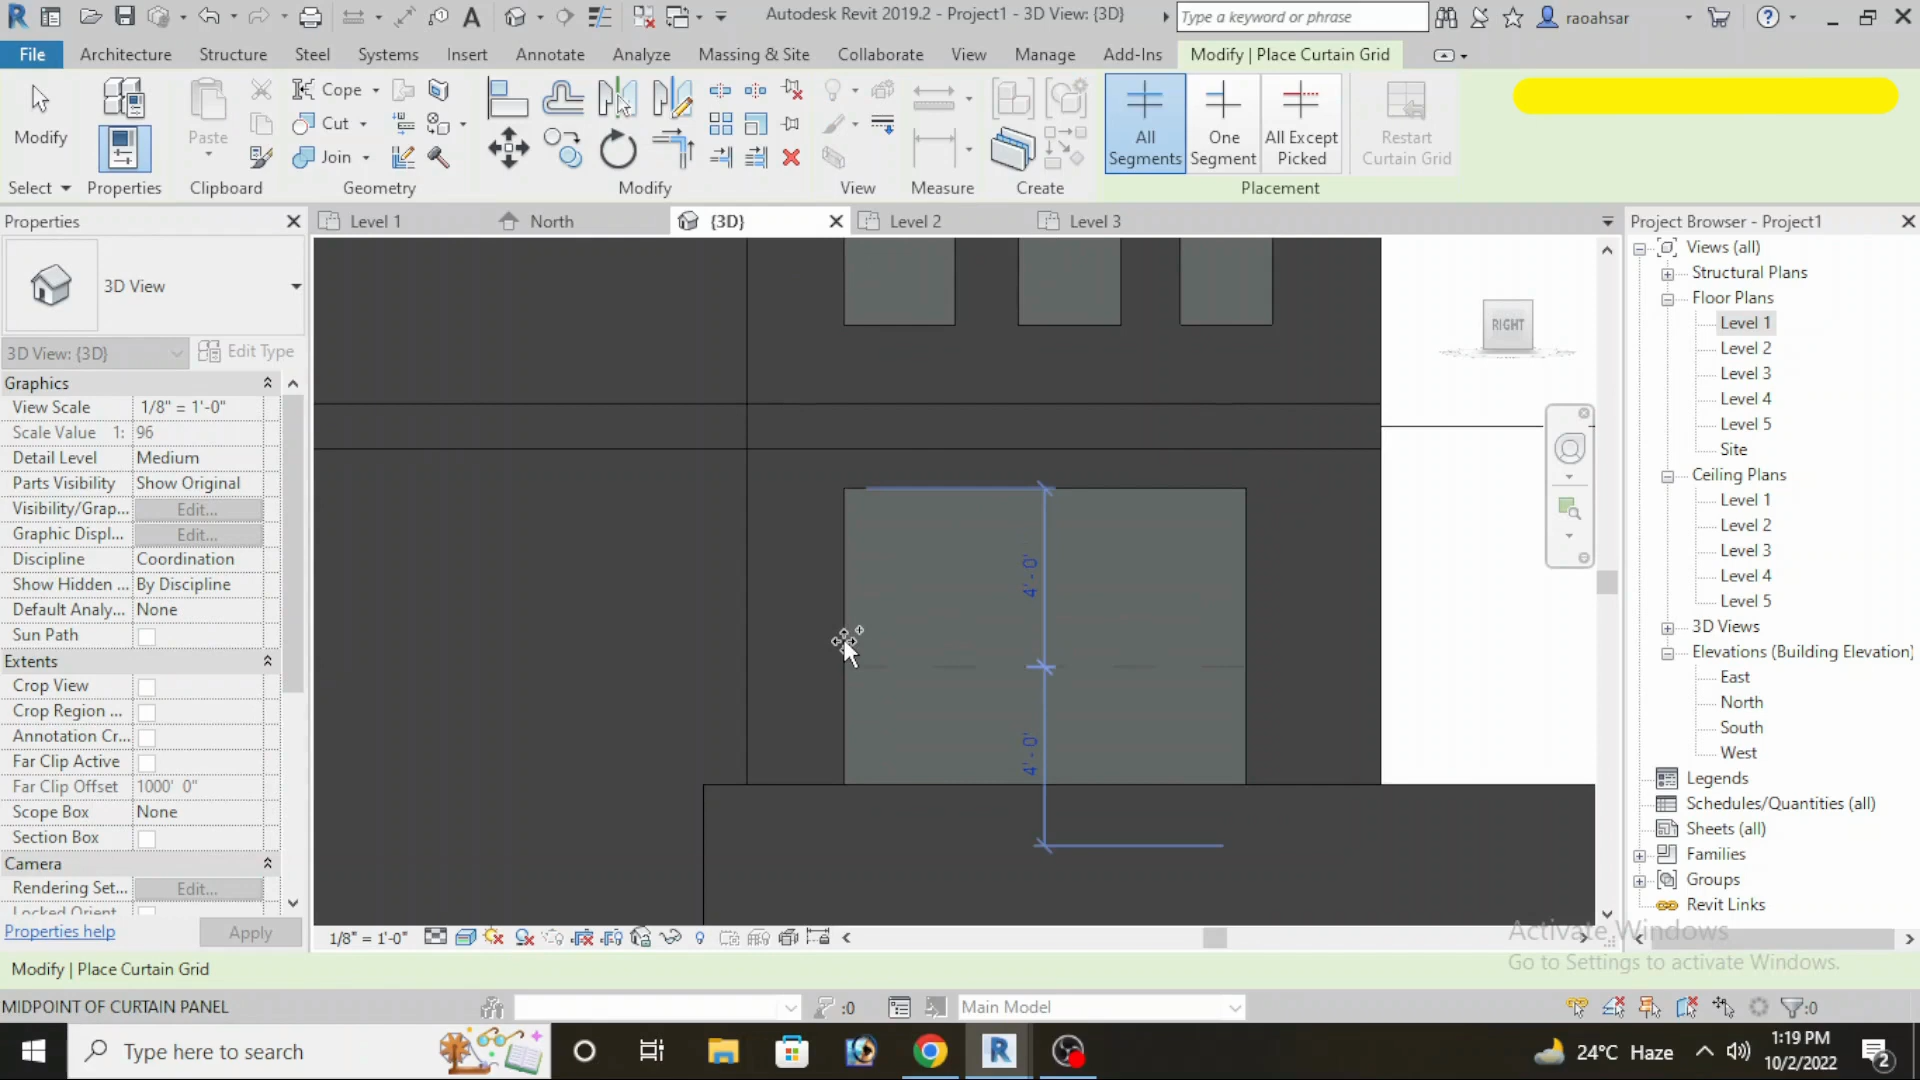 Autodesk Revit 2019.2 - Project1 - 3D View: {3D}
Type a keyword or phrase
raoahsar
File
Architecture
Structure
Steel
Systems
Insert
Annotate
Analyze
Massing & Site
Collaborate
View
Manage
Add-Ins
Modify | Place Curtain Grid
Modify
Paste
Cope
Cut
Join
All Segments
One Segment
All Except Picked
Restart Curtain Grid
Select
Properties
Clipboard
Geometry
Modify
View
Measure
Create
Placement
Properties
Level 1
North
{3D}
Level 2
Level 3
Project Browser - Project1
3D View
3D View: {3D}
Edit Type
Graphics
View Scale 1/8" = 1'-0"
Scale Value 1: 96
Detail Level Medium
Parts Visibility Show Original
Visibility/Grap... Edit...
Graphic Displ... Edit...
Discipline Coordination
Show Hidden ... By Discipline
Default Analy... None
Sun Path
Extents
Crop View
Crop Region ...
Annotation Cr...
Far Clip Active
Far Clip Offset 1000' 0"
Scope Box None
Section Box
Camera
Rendering Set... Edit...
Locked Orient
Properties help
Apply
RIGHT
4' - 0"
4' - 0"
Views (all)
Structural Plans
Floor Plans
Level 1
Level 2
Level 3
Level 4
Level 5
Site
Ceiling Plans
Level 1
Level 2
Level 3
Level 4
Level 5
3D Views
Elevations (Building Elevation)
East
North
South
West
Legends
Schedules/Quantities (all)
Sheets (all)
Families
Groups
Revit Links
1/8" = 1'-0"
Activate Windows
Go to Settings to activate Windows.
Modify | Place Curtain Grid
MIDPOINT OF CURTAIN PANEL
:0
Main Model
:0
Type here to search
24°C Haze
1:19 PM
10/2/2022
2